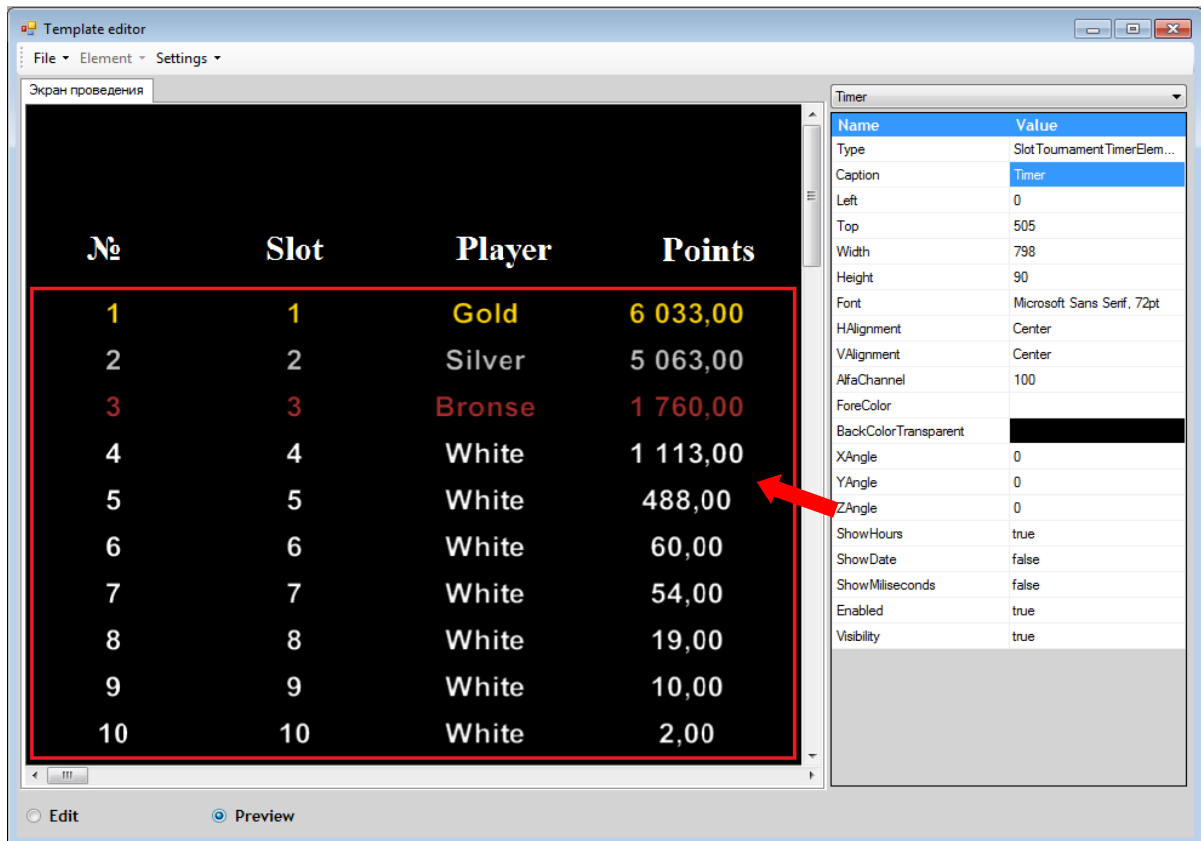 Template editor
File Element Settings
Экран проведения
№ Slot Player Points
1 1 Gold 6 033,00
2 2 Silver 5 063,00
3 3 Bronse 1 760,00
4 4 White 1 113,00
5 5 White 488,00
6 6 White 60,00
7 7 White 54,00
8 8 White 19,00
9 9 White 10,00
10 10 White 2,00
Timer
Name Value
Type SlotTournamentTimerElem...
Caption Timer
Left 0
Top 505
Width 798
Height 90
Font Microsoft Sans Serif, 72pt
HAlignment Center
VAlignment Center
AlfaChannel 100
ForeColor
BackColorTransparent
XAngle 0
YAngle 0
ZAngle 0
ShowHours true
ShowDate false
ShowMiliseconds false
Enabled true
Visibility true
Edit Preview